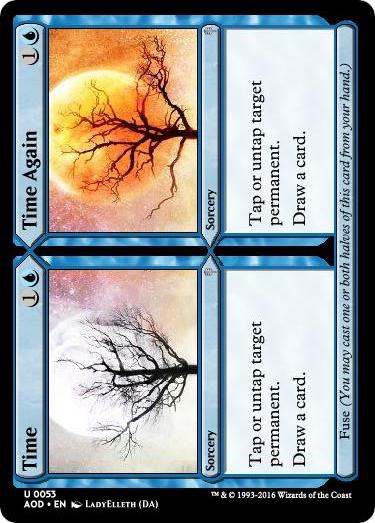 Time
1
Sorcery
Tap or untap target
permanent.
Draw a card.
Time Again
1
Sorcery
Tap or untap target
permanent.
Draw a card.
Fuse (You may cast one or both halves of this card from your hand.)
U 0053
AOD • EN LADYELLETH (DA)
™ & © 1993-2016 Wizards of the Coast